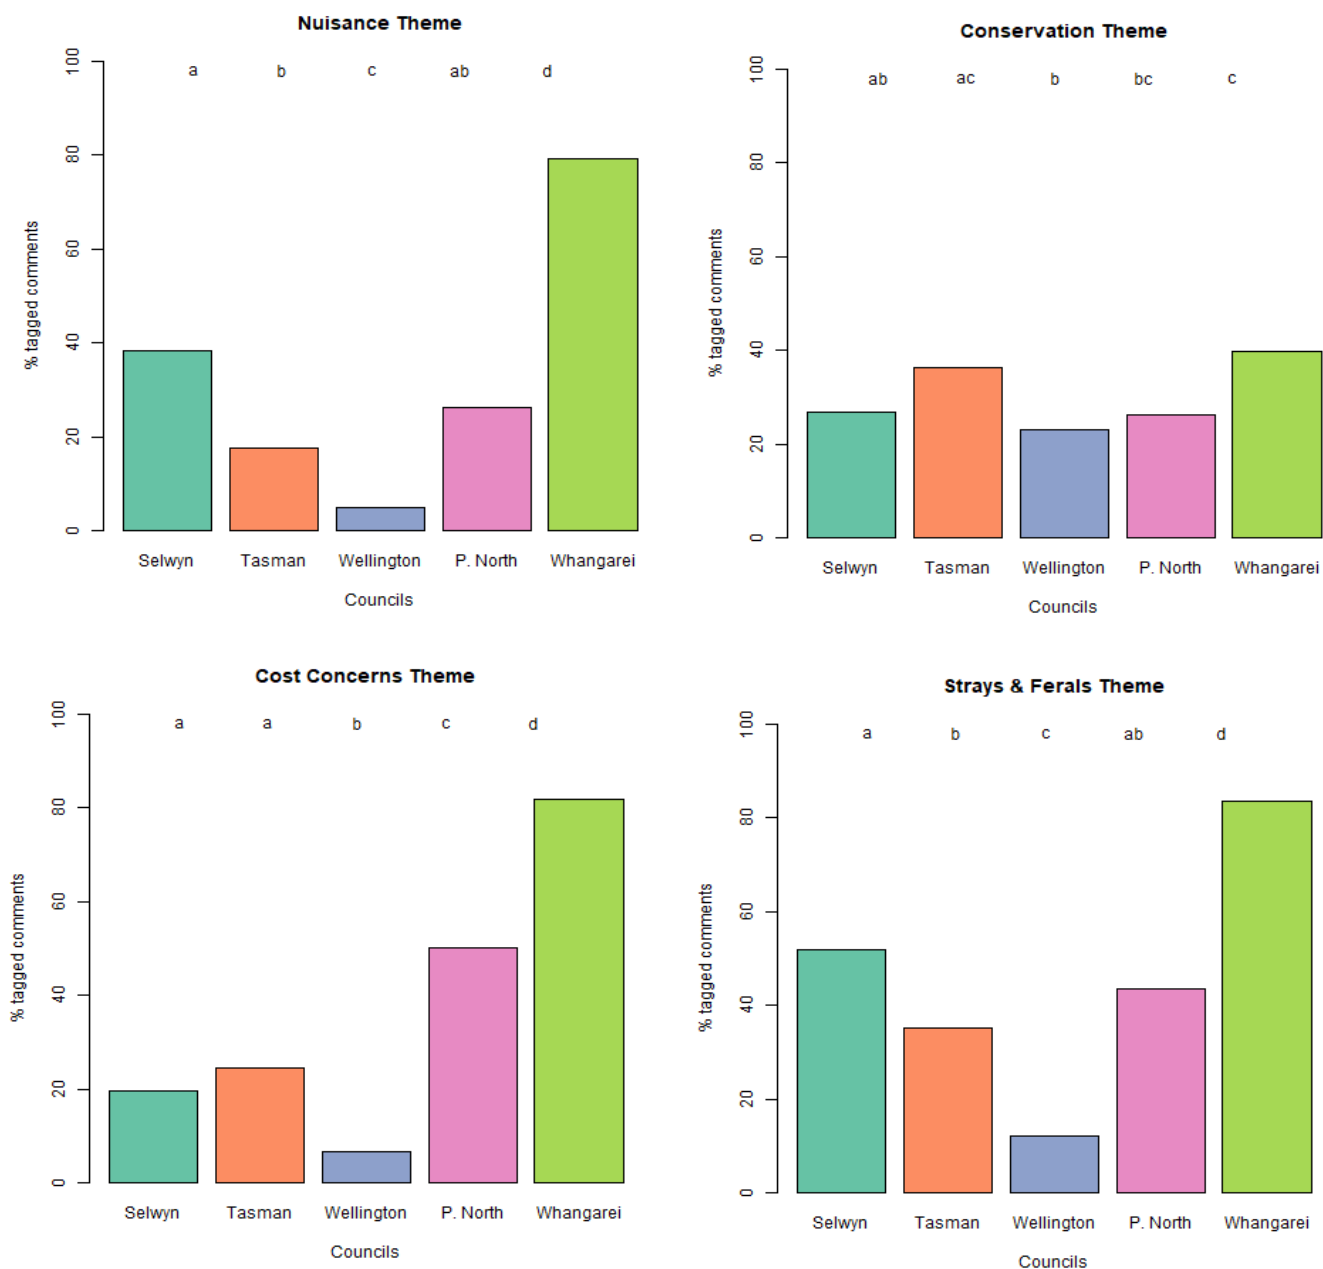 Nuisance Theme
a b c ab d
100
80
60
40
20
0
% tagged comments
Selwyn Tasman Wellington P. North Whangarei
Councils
Conservation Theme
ab ac b bc c
100
80
60
40
20
0
% tagged comments
Selwyn Tasman Wellington P. North Whangarei
Councils
Cost Concerns Theme
a a b c d
100
80
60
40
20
0
% tagged comments
Selwyn Tasman Wellington P. North Whangarei
Councils
Strays & Ferals Theme
a b c ab d
100
80
60
40
20
0
% tagged comments
Selwyn Tasman Wellington P. North Whangarei
Councils